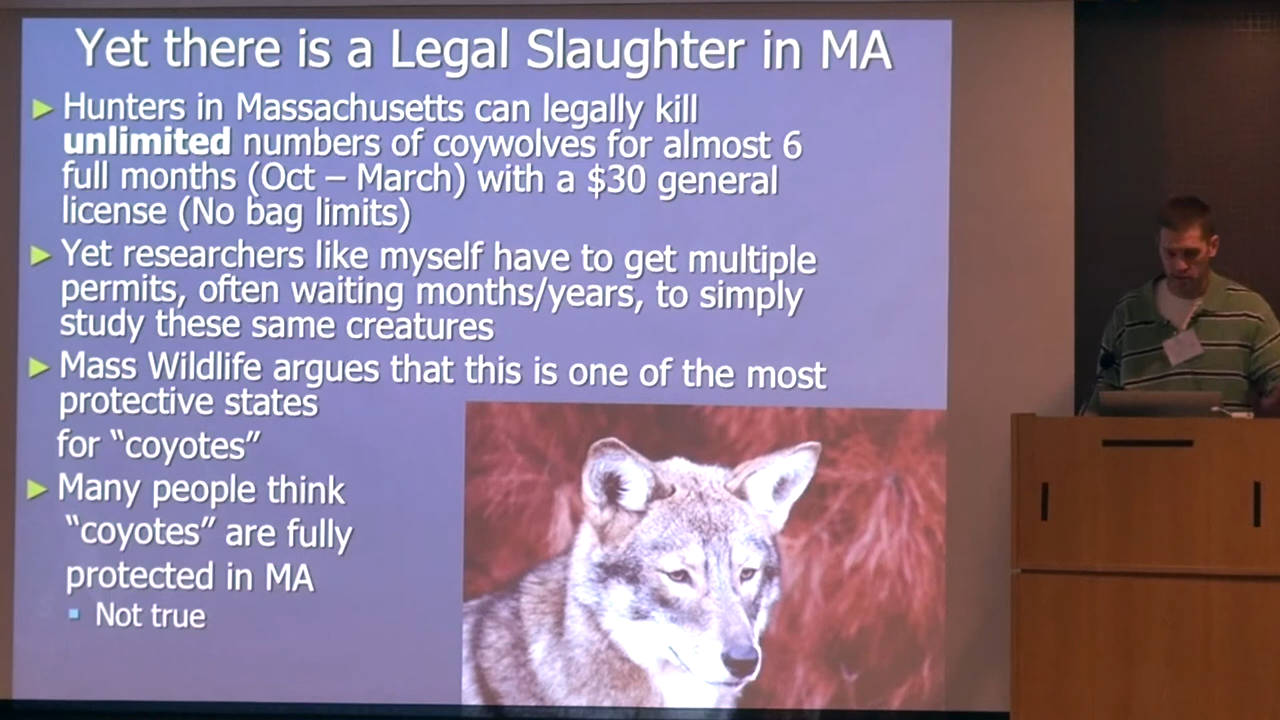 Yet there is a Legal Slaughter in MA
Hunters in Massachusetts can legally kill
unlimited numbers of coywolves for almost 6
full months (Oct – March) with a $30 general
license (No bag limits)
Yet researchers like myself have to get multiple
permits, often waiting months/years, to simply
study these same creatures
Mass Wildlife argues that this is one of the most
protective states
for “coyotes”
Many people think
“coyotes” are fully
protected in MA
Not true